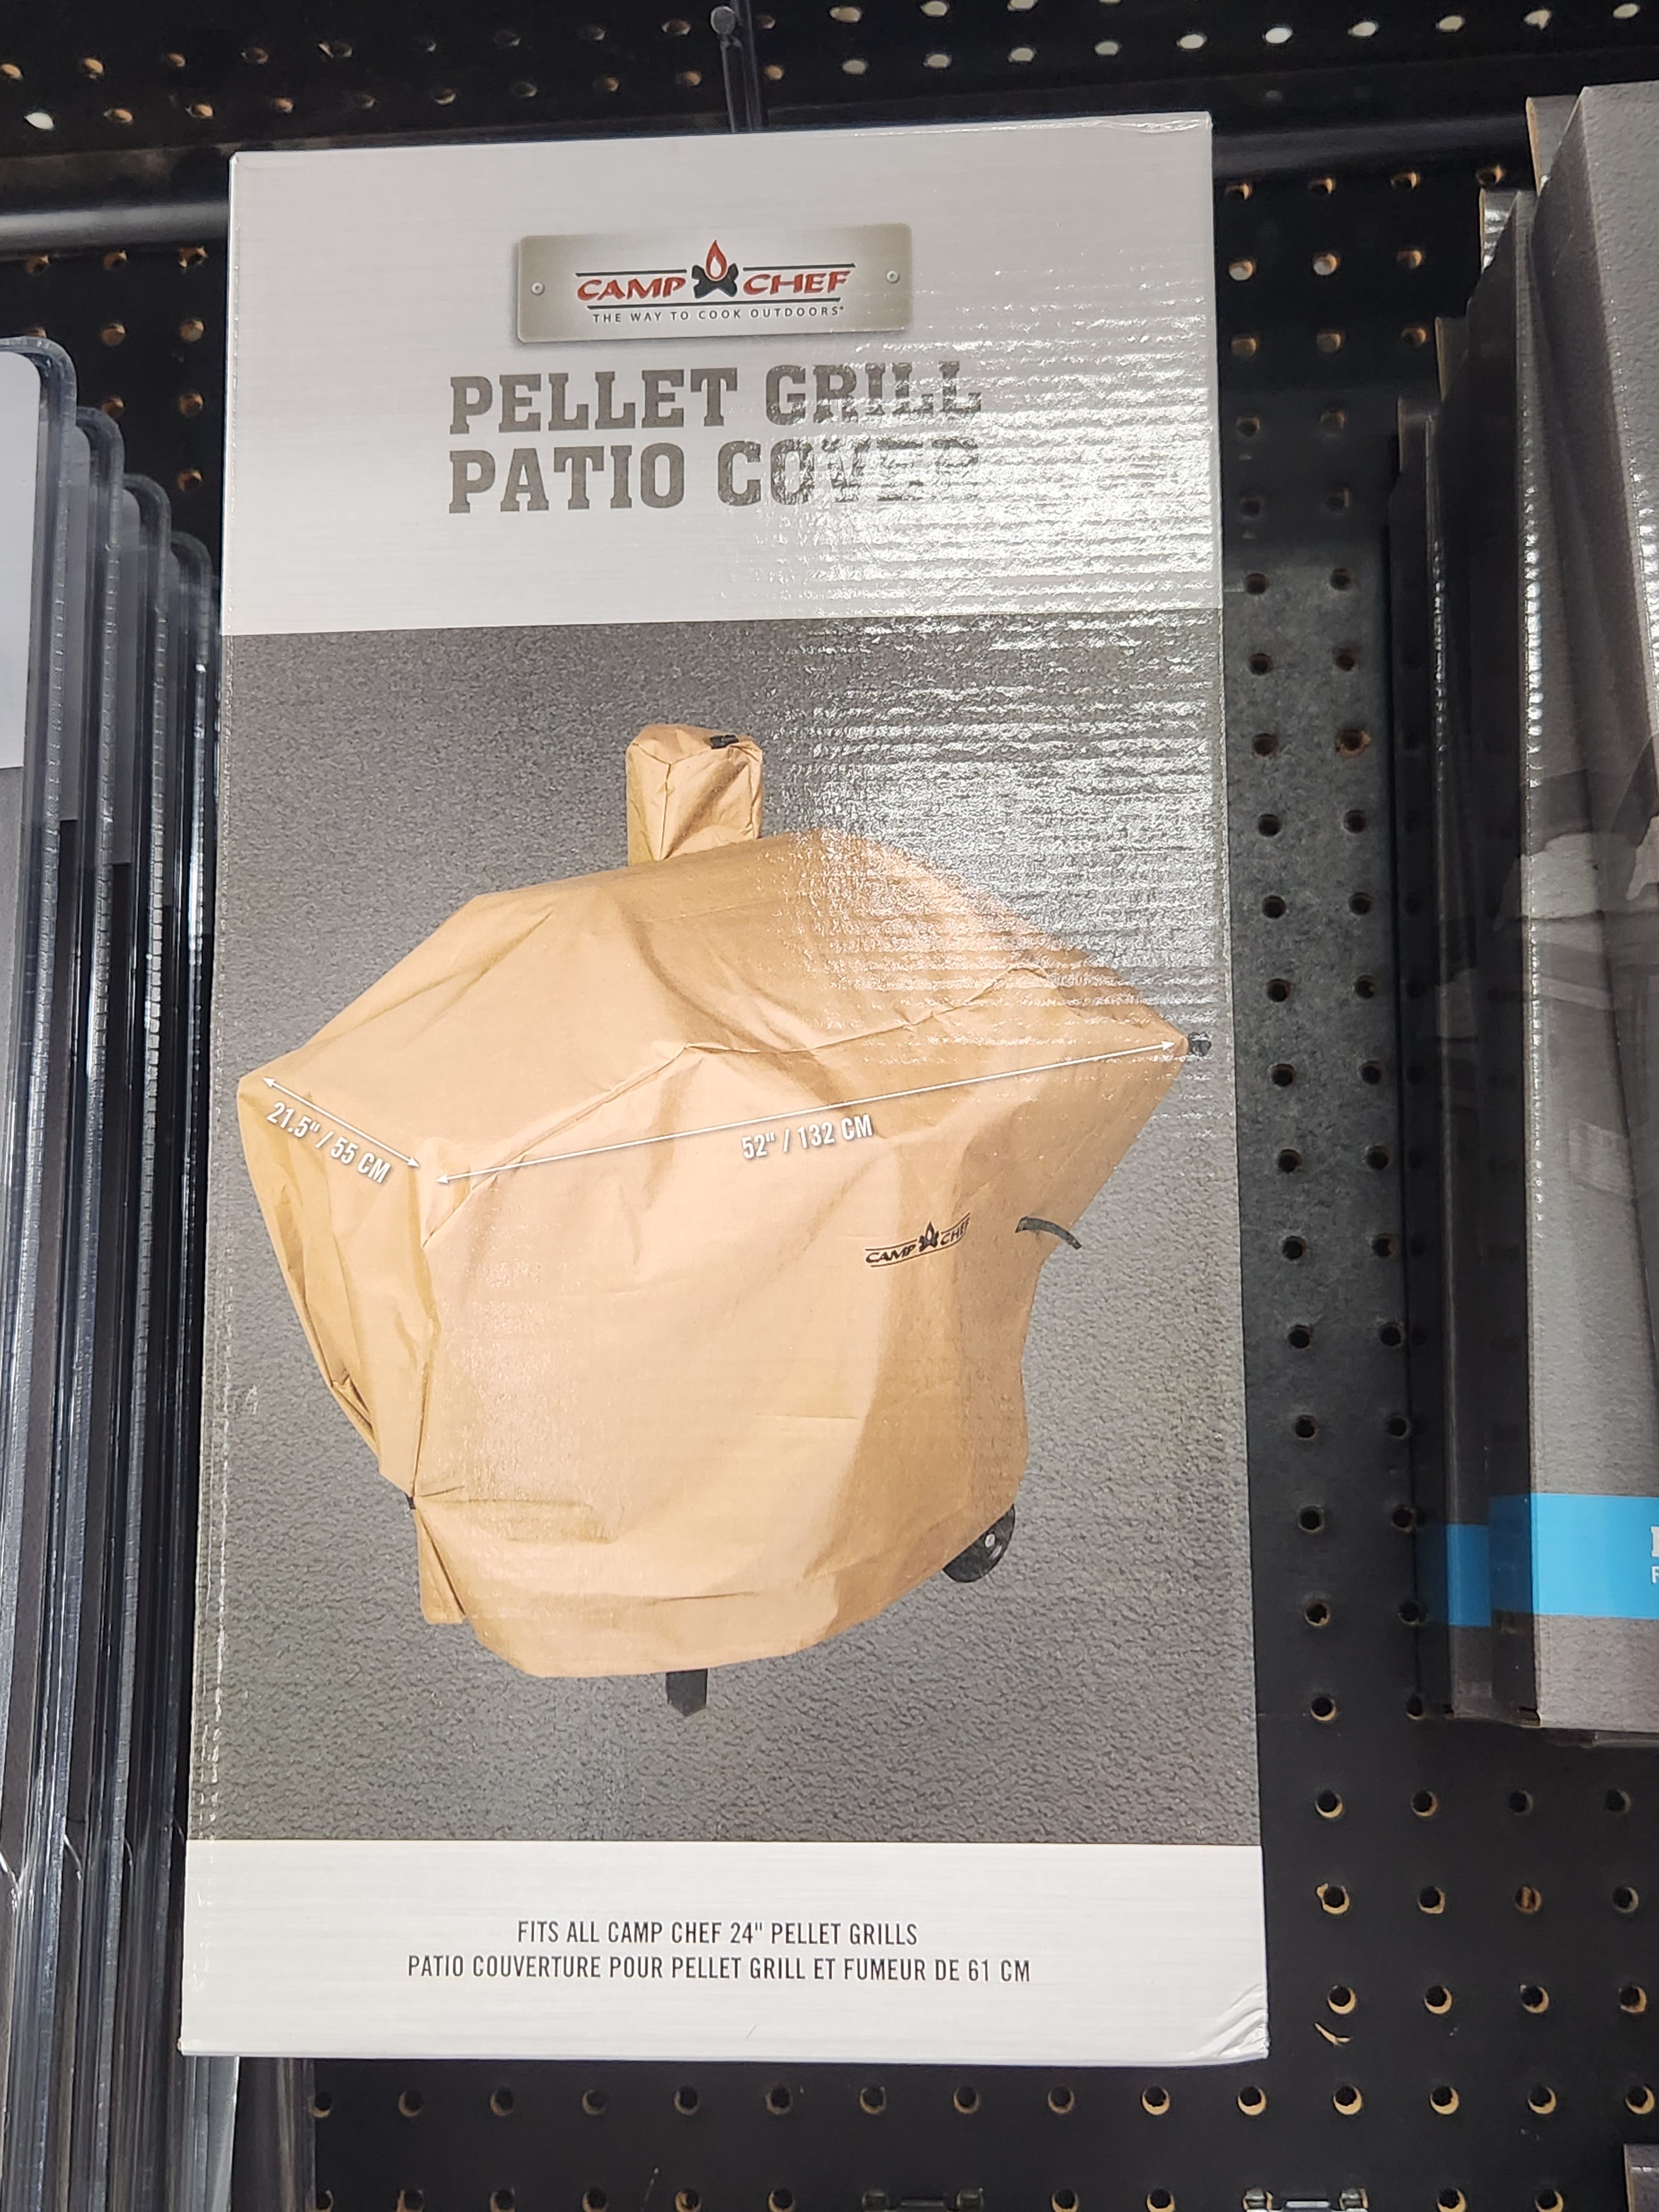 CAMP CHEF
THE WAY TO COOK OUTDOORS®
PELLET GRILL
PATIO COVER
21.5" / 55 CM
52" / 132 CM
CAMP CHEF
FITS ALL CAMP CHEF 24" PELLET GRILLS
PATIO COUVERTURE POUR PELLET GRILL ET FUMEUR DE 61 CM